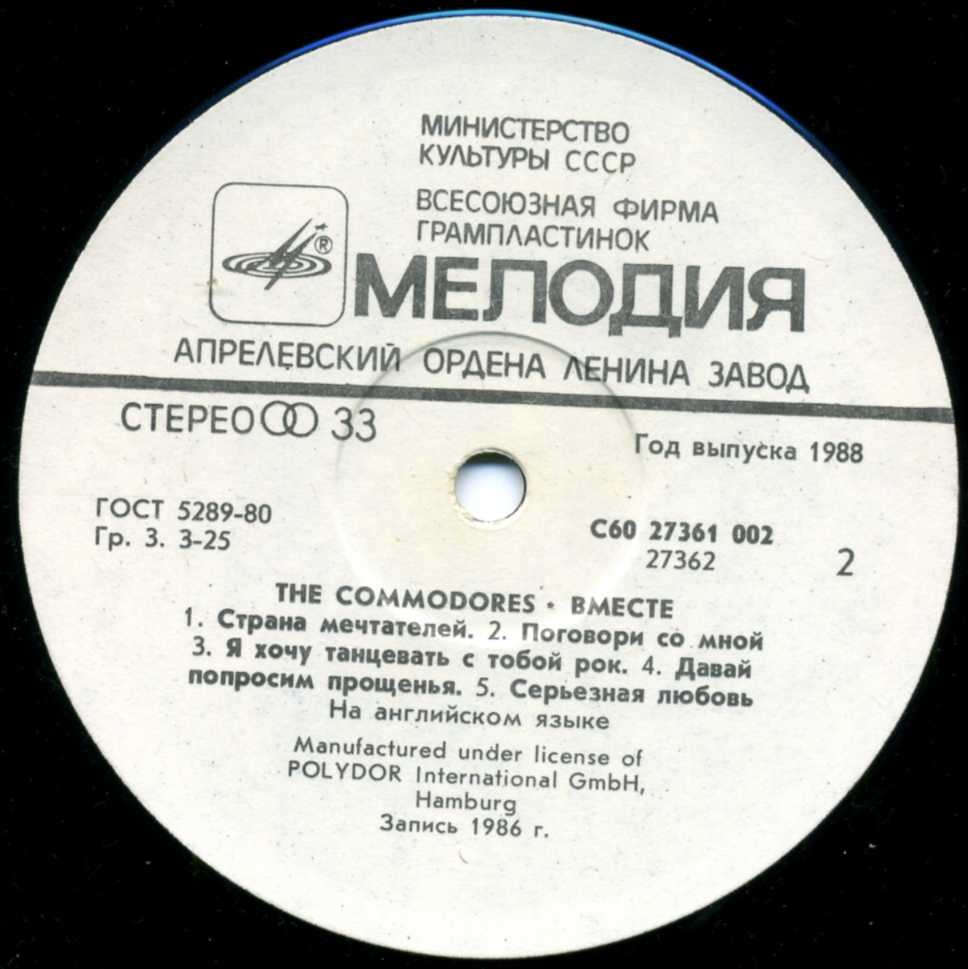 МИНИСТЕРСТВО
КУЛЬТУРЫ СССР
ВСЕСОЮЗНАЯ ФИРМА
ГРАМПЛАСТИНОК
®
МЕЛОДИЯ
АПРЕЛЕВСКИЙ ОРДЕНА ЛЕНИНА ЗАВОД
СТЕРЕО 33
Год выпуска 1988
ГОСТ 5289-80
Гр. 3. 3-25
С60 27361 002
27362
2
THE COMMODORES • ВМЕСТЕ
1. Страна мечтателей. 2. Поговори со мной
3. Я хочу танцевать с тобой рок. 4. Давай
попросим прощенья. 5. Серьезная любовь
На английском языке
Manufactured under license of
POLYDOR International GmbH,
Hamburg
Запись 1986 г.